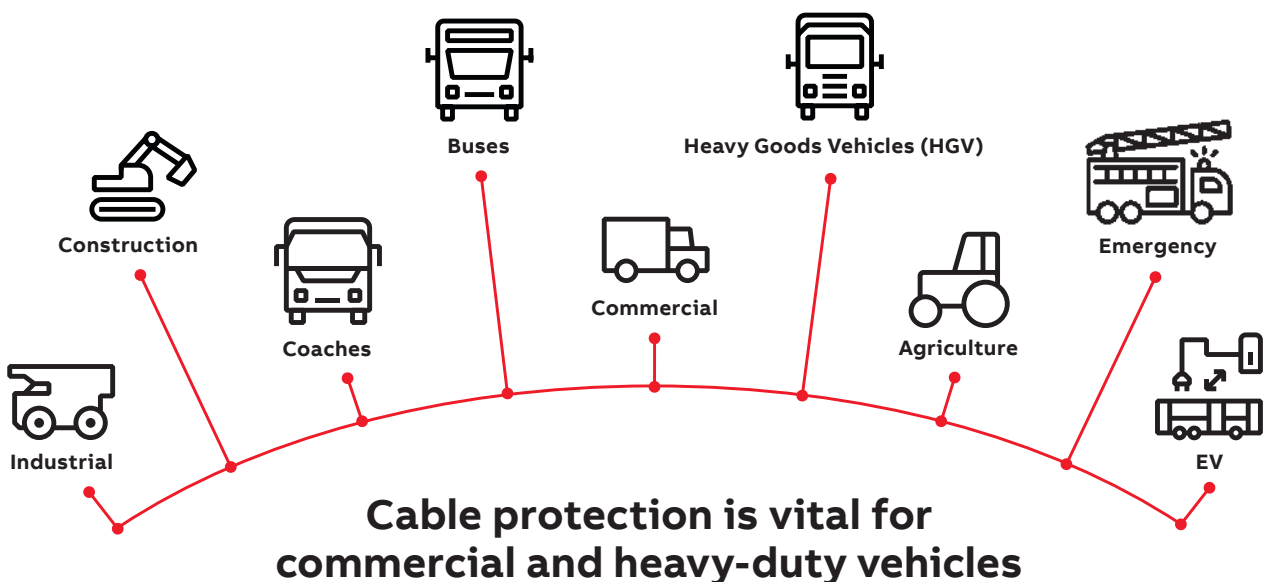 Buses
Heavy Goods Vehicles (HGV)
Construction
Emergency
Commercial
Coaches
Agriculture
Industrial
EV
Cable protection is vital for
commercial and heavy-duty vehicles